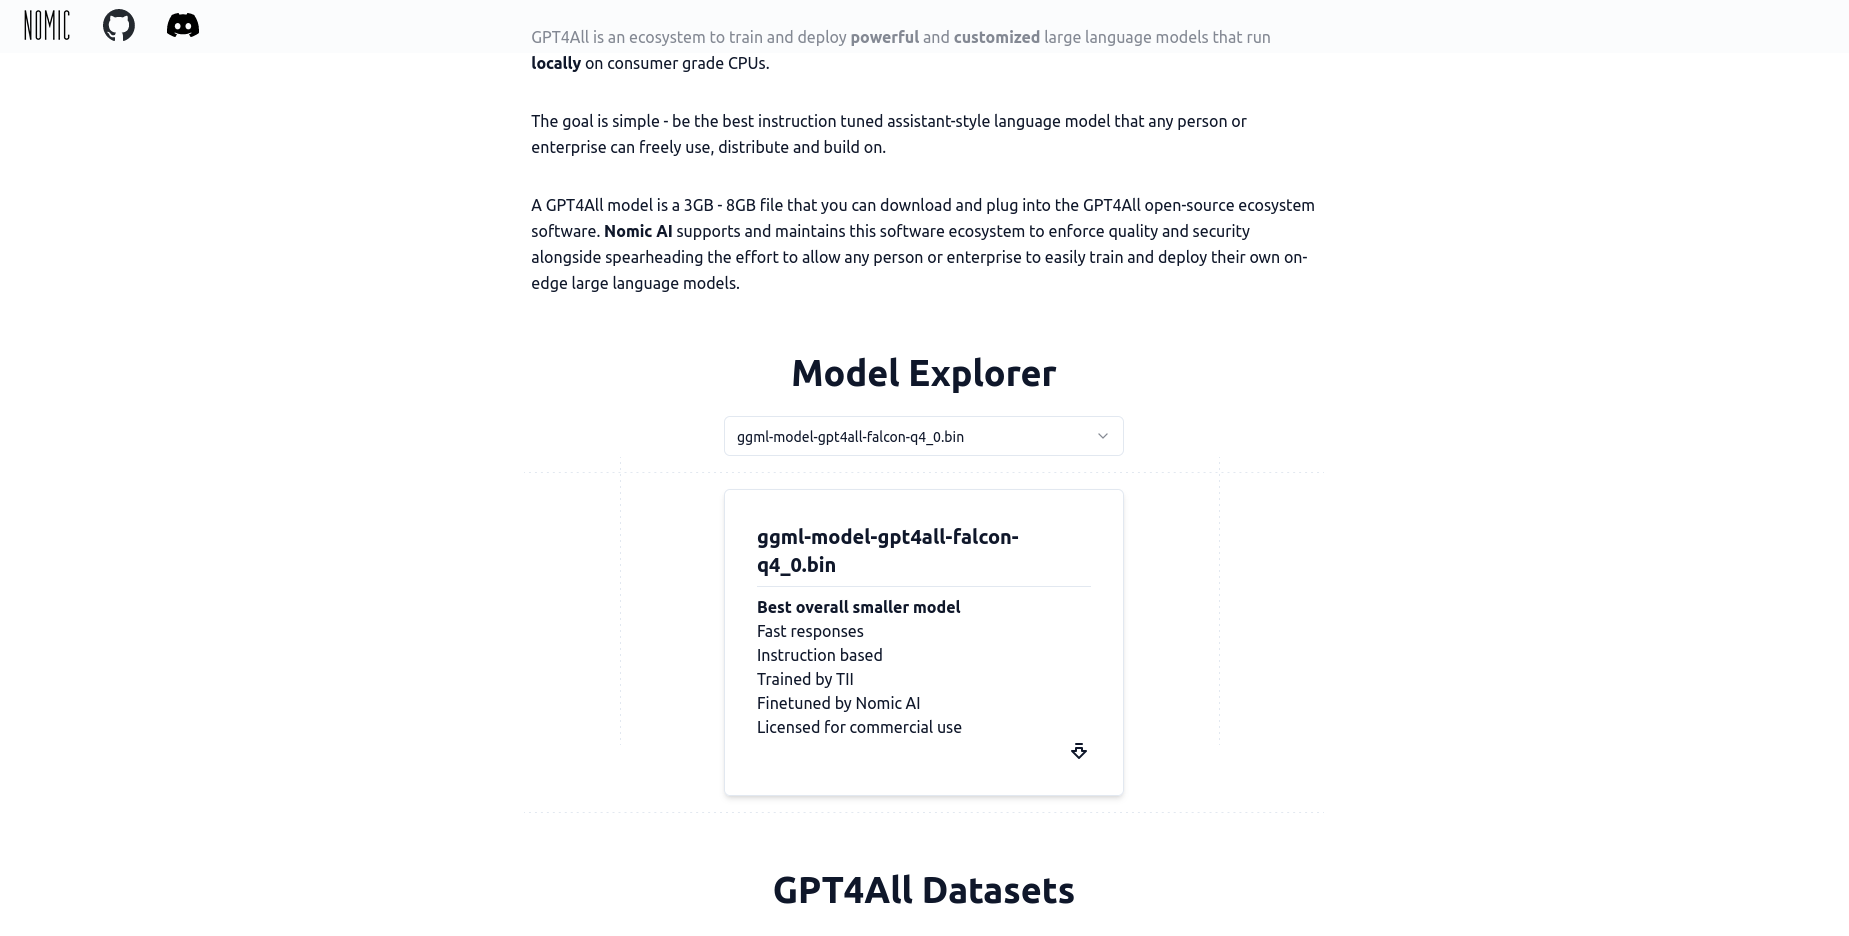 NOMIC
GPT4All is an ecosystem to train and deploy powerful and customized large language models that run
locally on consumer grade CPUs.
The goal is simple - be the best instruction tuned assistant-style language model that any person or
enterprise can freely use, distribute and build on.
A GPT4All model is a 3GB - 8GB file that you can download and plug into the GPT4All open-source ecosystem
software. Nomic AI supports and maintains this software ecosystem to enforce quality and security
alongside spearheading the effort to allow any person or enterprise to easily train and deploy their own on-
edge large language models.
Model Explorer
ggml-model-gpt4all-falcon-q4_0.bin
ggml-model-gpt4all-falcon-
q4_0.bin
Best overall smaller model
Fast responses
Instruction based
Trained by TII
Finetuned by Nomic AI
Licensed for commercial use
GPT4All Datasets